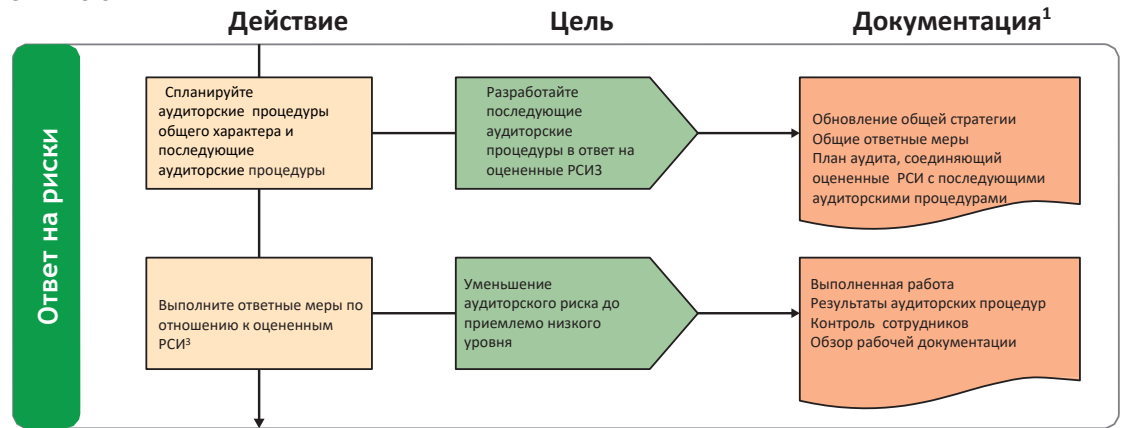 Действие Цель Документация¹
Ответ на риски
Спланируйте
аудиторские процедуры
общего характера и
последующие
аудиторские процедуры
Разработайте
последующие
аудиторские
процедуры в ответ на
оцененные РСИ3
Обновление общей стратегии
Общие ответные меры
План аудита, соединяющий
оцененные РСИ с последующими
аудиторскими процедурами
Выполните ответные меры по
отношению к оцененным
РСИ³
Уменьшение
аудиторского риска до
приемлемо низкого
уровня
Выполненная работа
Результаты аудиторских процедур
Контроль сотрудников
Обзор рабочей документации